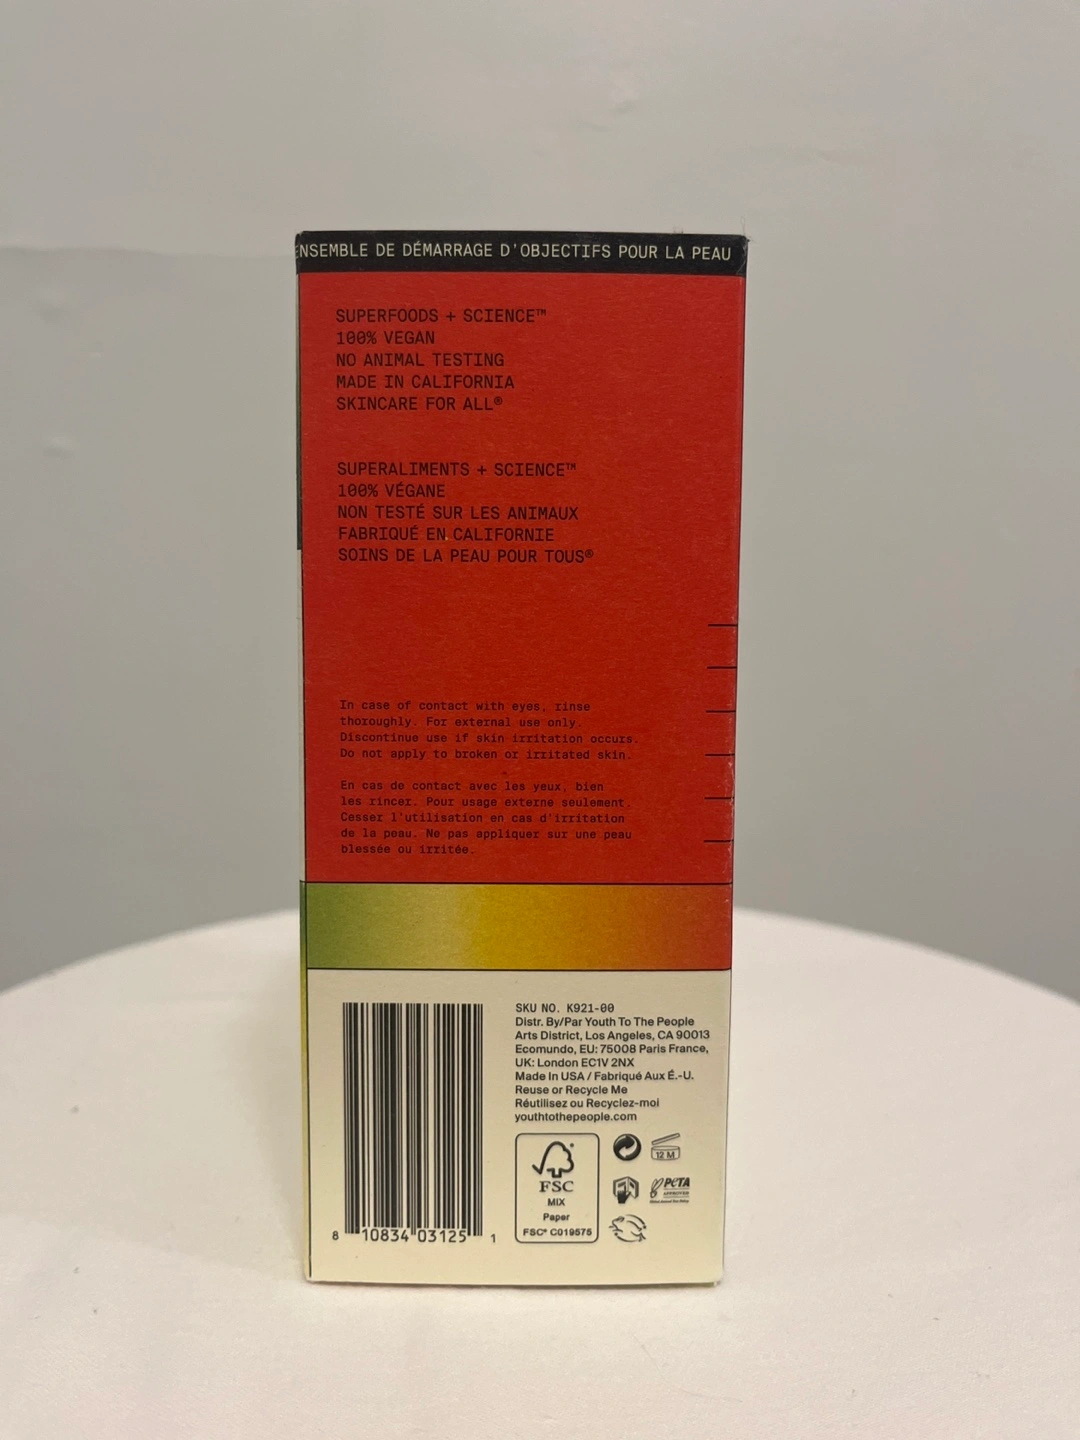 ENSEMBLE DE DÉMARRAGE D'OBJECTIFS POUR LA PEAU
SUPERFOODS + SCIENCE™
100% VEGAN
NO ANIMAL TESTING
MADE IN CALIFORNIA
SKINCARE FOR ALL®
SUPERALIMENTS + SCIENCE™
100% VÉGANE
NON TESTÉ SUR LES ANIMAUX
FABRIQUÉ EN CALIFORNIE
SOINS DE LA PEAU POUR TOUS®
In case of contact with eyes, rinse
thoroughly. For external use only.
Discontinue use if skin irritation occurs.
Do not apply to broken or irritated skin.
En cas de contact avec les yeux, bien
les rincer. Pour usage externe seulement.
Cesser l'utilisation en cas d'irritation
de la peau. Ne pas appliquer sur une peau
blessée ou irritée.
SKU NO. K921-00
Distr. By/Par Youth To The People
Arts District, Los Angeles, CA 90013
Ecomundo, EU: 75008 Paris France,
UK: London EC1V 2NX
Made In USA / Fabriqué Aux É.-U.
Reuse or Recycle Me
Réutilisez ou Recyclez-moi
youthtothepeople.com
FSC
MIX
Paper
FSC® C019575
12 M
PETA
APPROVED
8 10834 03125 1